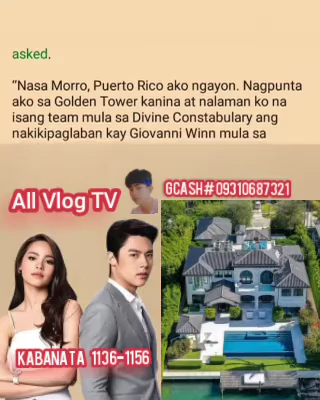 asked.
“Nasa Morro, Puerto Rico ako ngayon. Nagpunta
ako sa Golden Tower kanina at nalaman ko na
isang team mula sa Divine Constabulary ang
nakikipaglaban kay Giovanni Winn mula sa
GCASH#09310687321
All Vlog TV
KABANATA 1136-1156